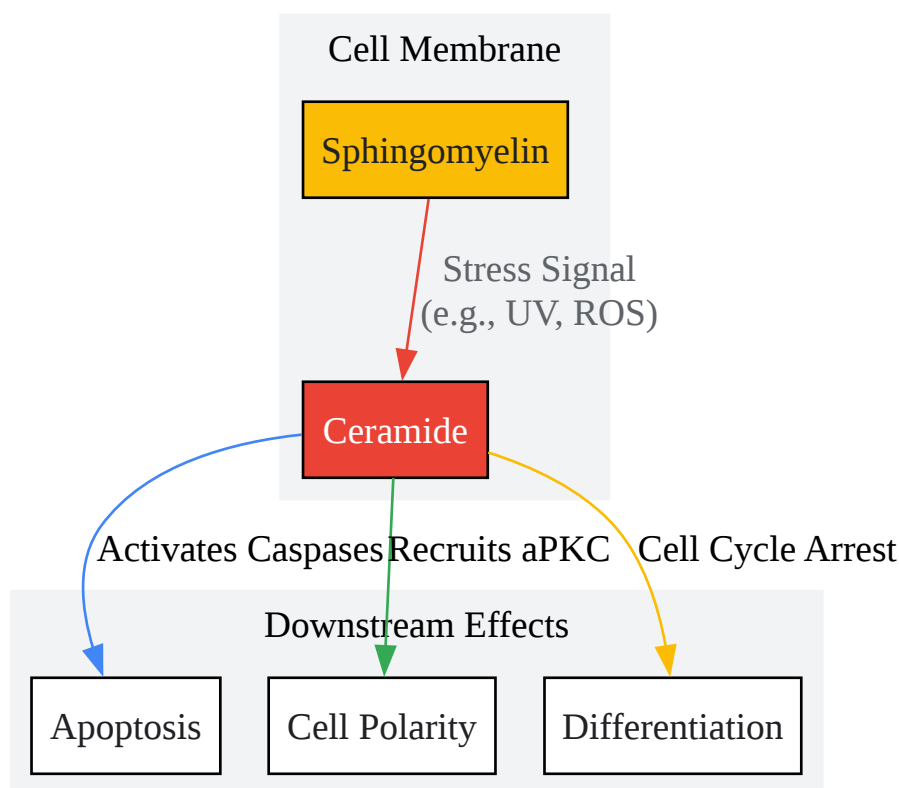 Cell Membrane
Sphingomyelin
Stress Signal
(e.g., UV, ROS)
Ceramide
Activates Caspases
Recruits aPKC
Cell Cycle Arrest
Downstream Effects
Apoptosis
Cell Polarity
Differentiation